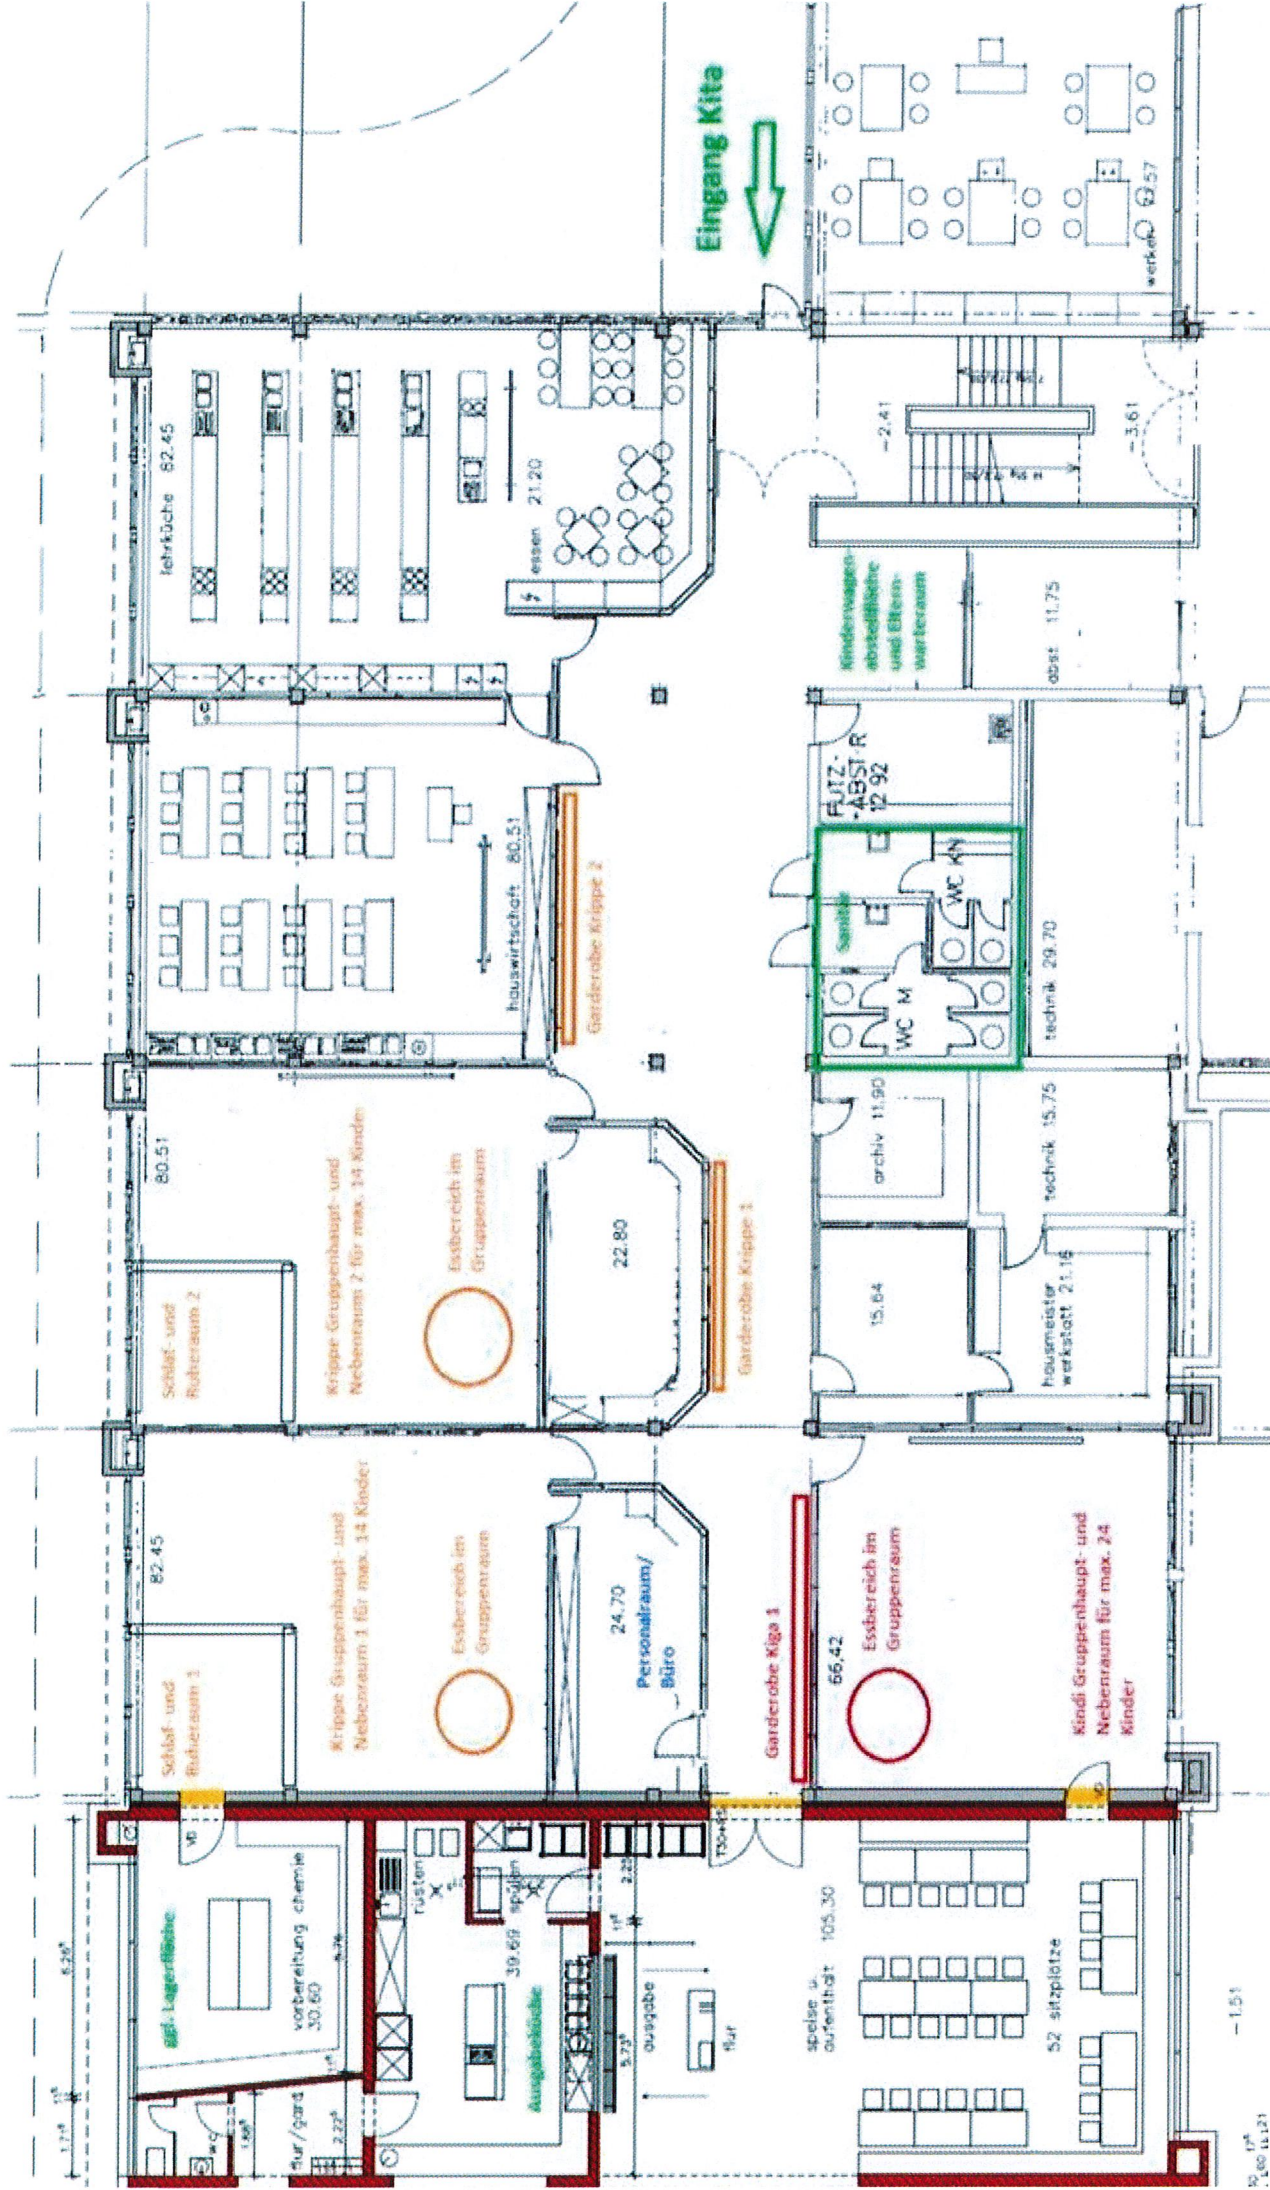 Eingang Kita
lehrküche 82.45
essen 21.20
werken
-2.41
-3.61
Kinderwagen-
abstellfläche
und Eltern-
warteraum
abst 11.75
hauswirtschaft 80.51
Garderobe Krippe 2
PUTZ-
-ABST-R
12 92
Sanitär
WC KN
WC M
technik 29.70
80.51
Schlaf- und
Ruheraum 2
Krippe Gruppenhaupt- und
Nebenraum 2 für max. 14 Kinder
Essbereich im
Gruppenraum
22.80
Garderobe Krippe 1
archiv 11.90
technik 15.75
15.64
hausmeister
werkstatt 21.16
82.45
Schlaf- und
Ruheraum 1
Krippe Gruppenhaupt- und
Nebenraum 1 für max. 14 Kinder
Essbereich im
Gruppenraum
24.70
Personalraum/
Büro
Garderobe Kiga 1
66,42
Essbereich im
Gruppenraum
Kindi Gruppenhaupt- und
Nebenraum für max. 24
Kinder
ggf. Lagerfläche
vorbereitung chemie
30.60
VD
VD
rüsten
spülen
39.69
Ausgabeküche
wc
flur/gard
ausgabe
flur
speise u.
aufenthalt 105.30
52 sitzplätze
-1.51